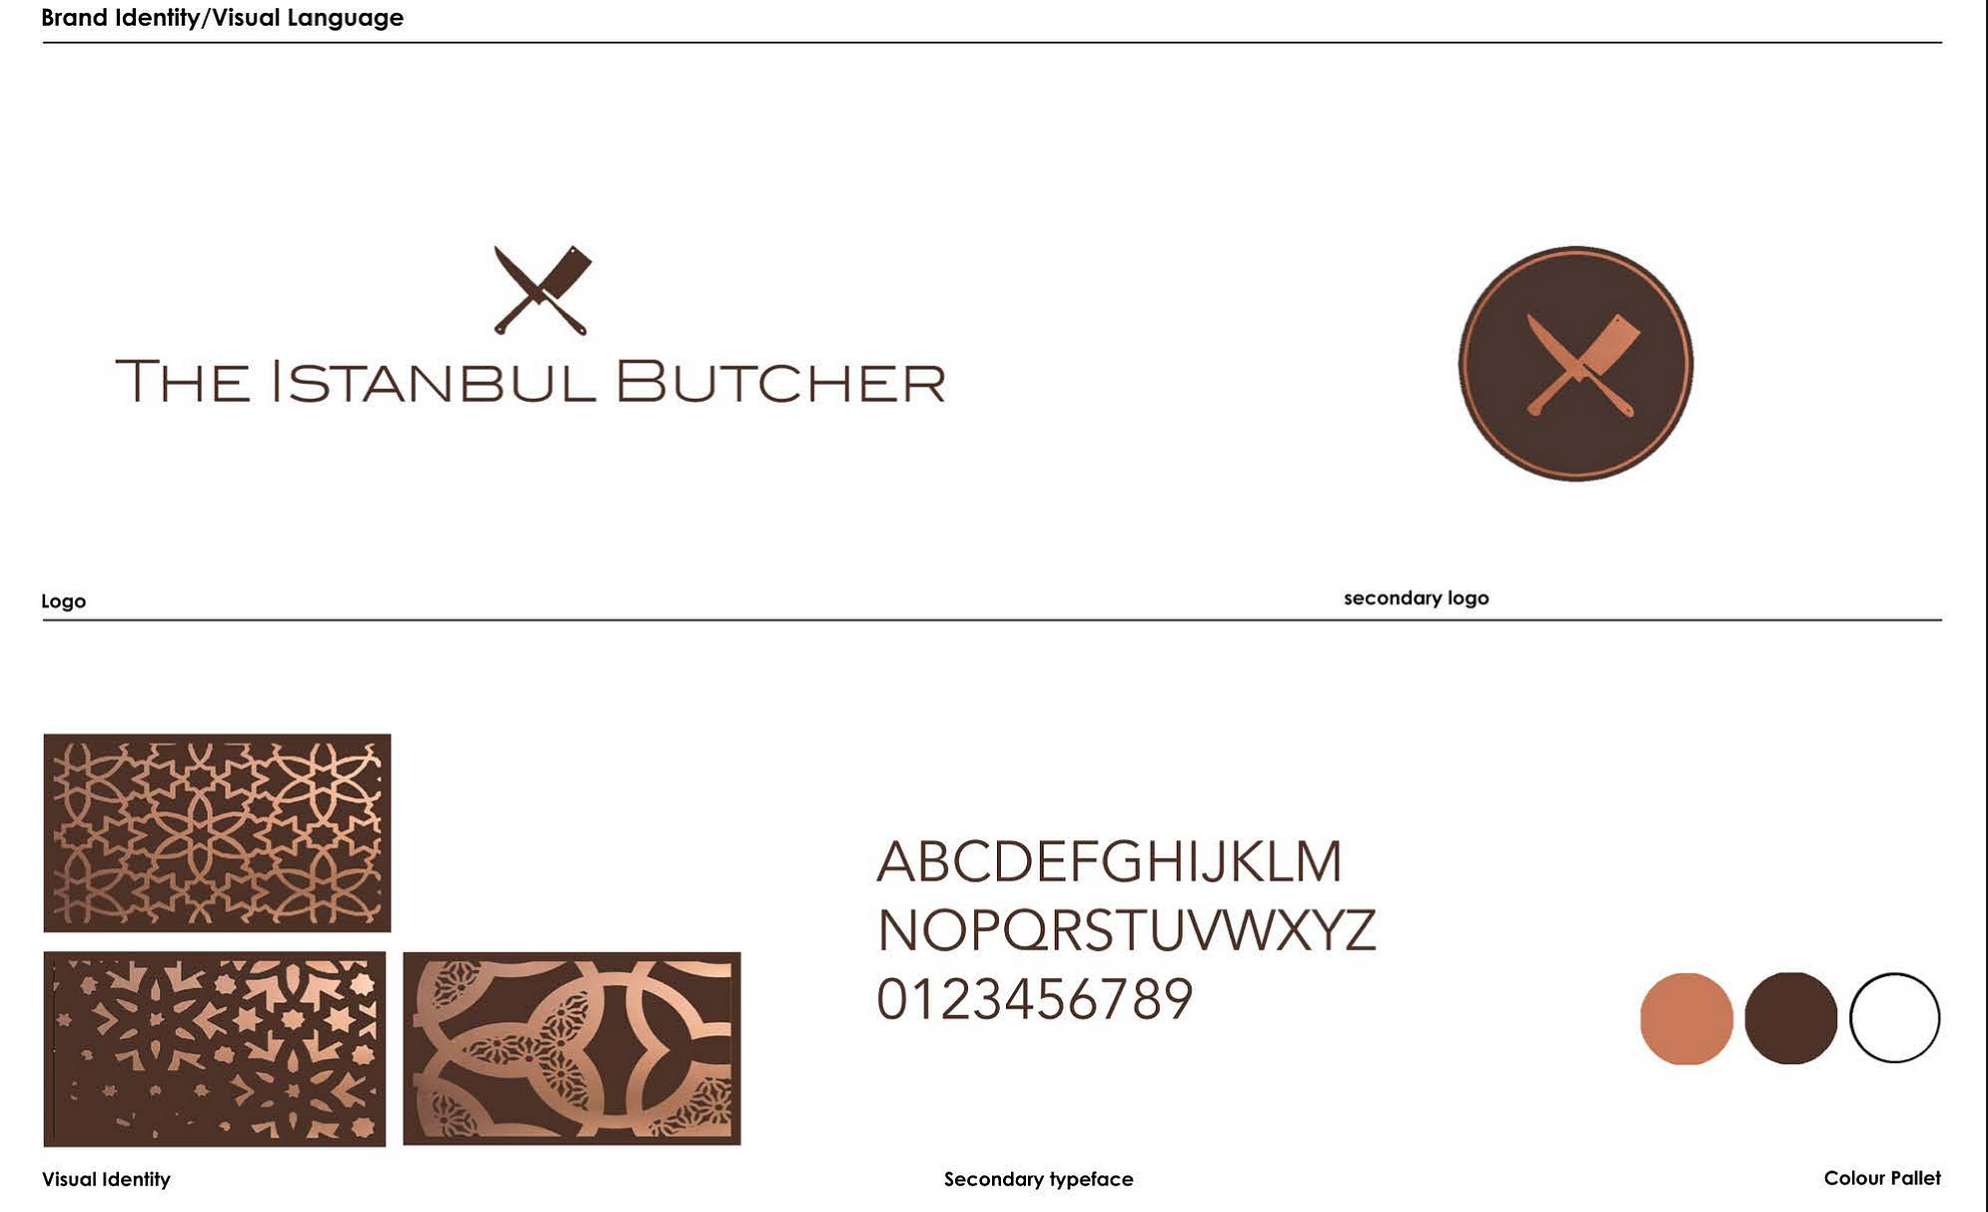 Brand Identity/Visual Language
THE ISTANBUL BUTCHER
Logo
secondary logo
ABCDEFGHIJKLM
NOPQRSTUVWXYZ
0123456789
Visual Identity
Secondary typeface
Colour Pallet